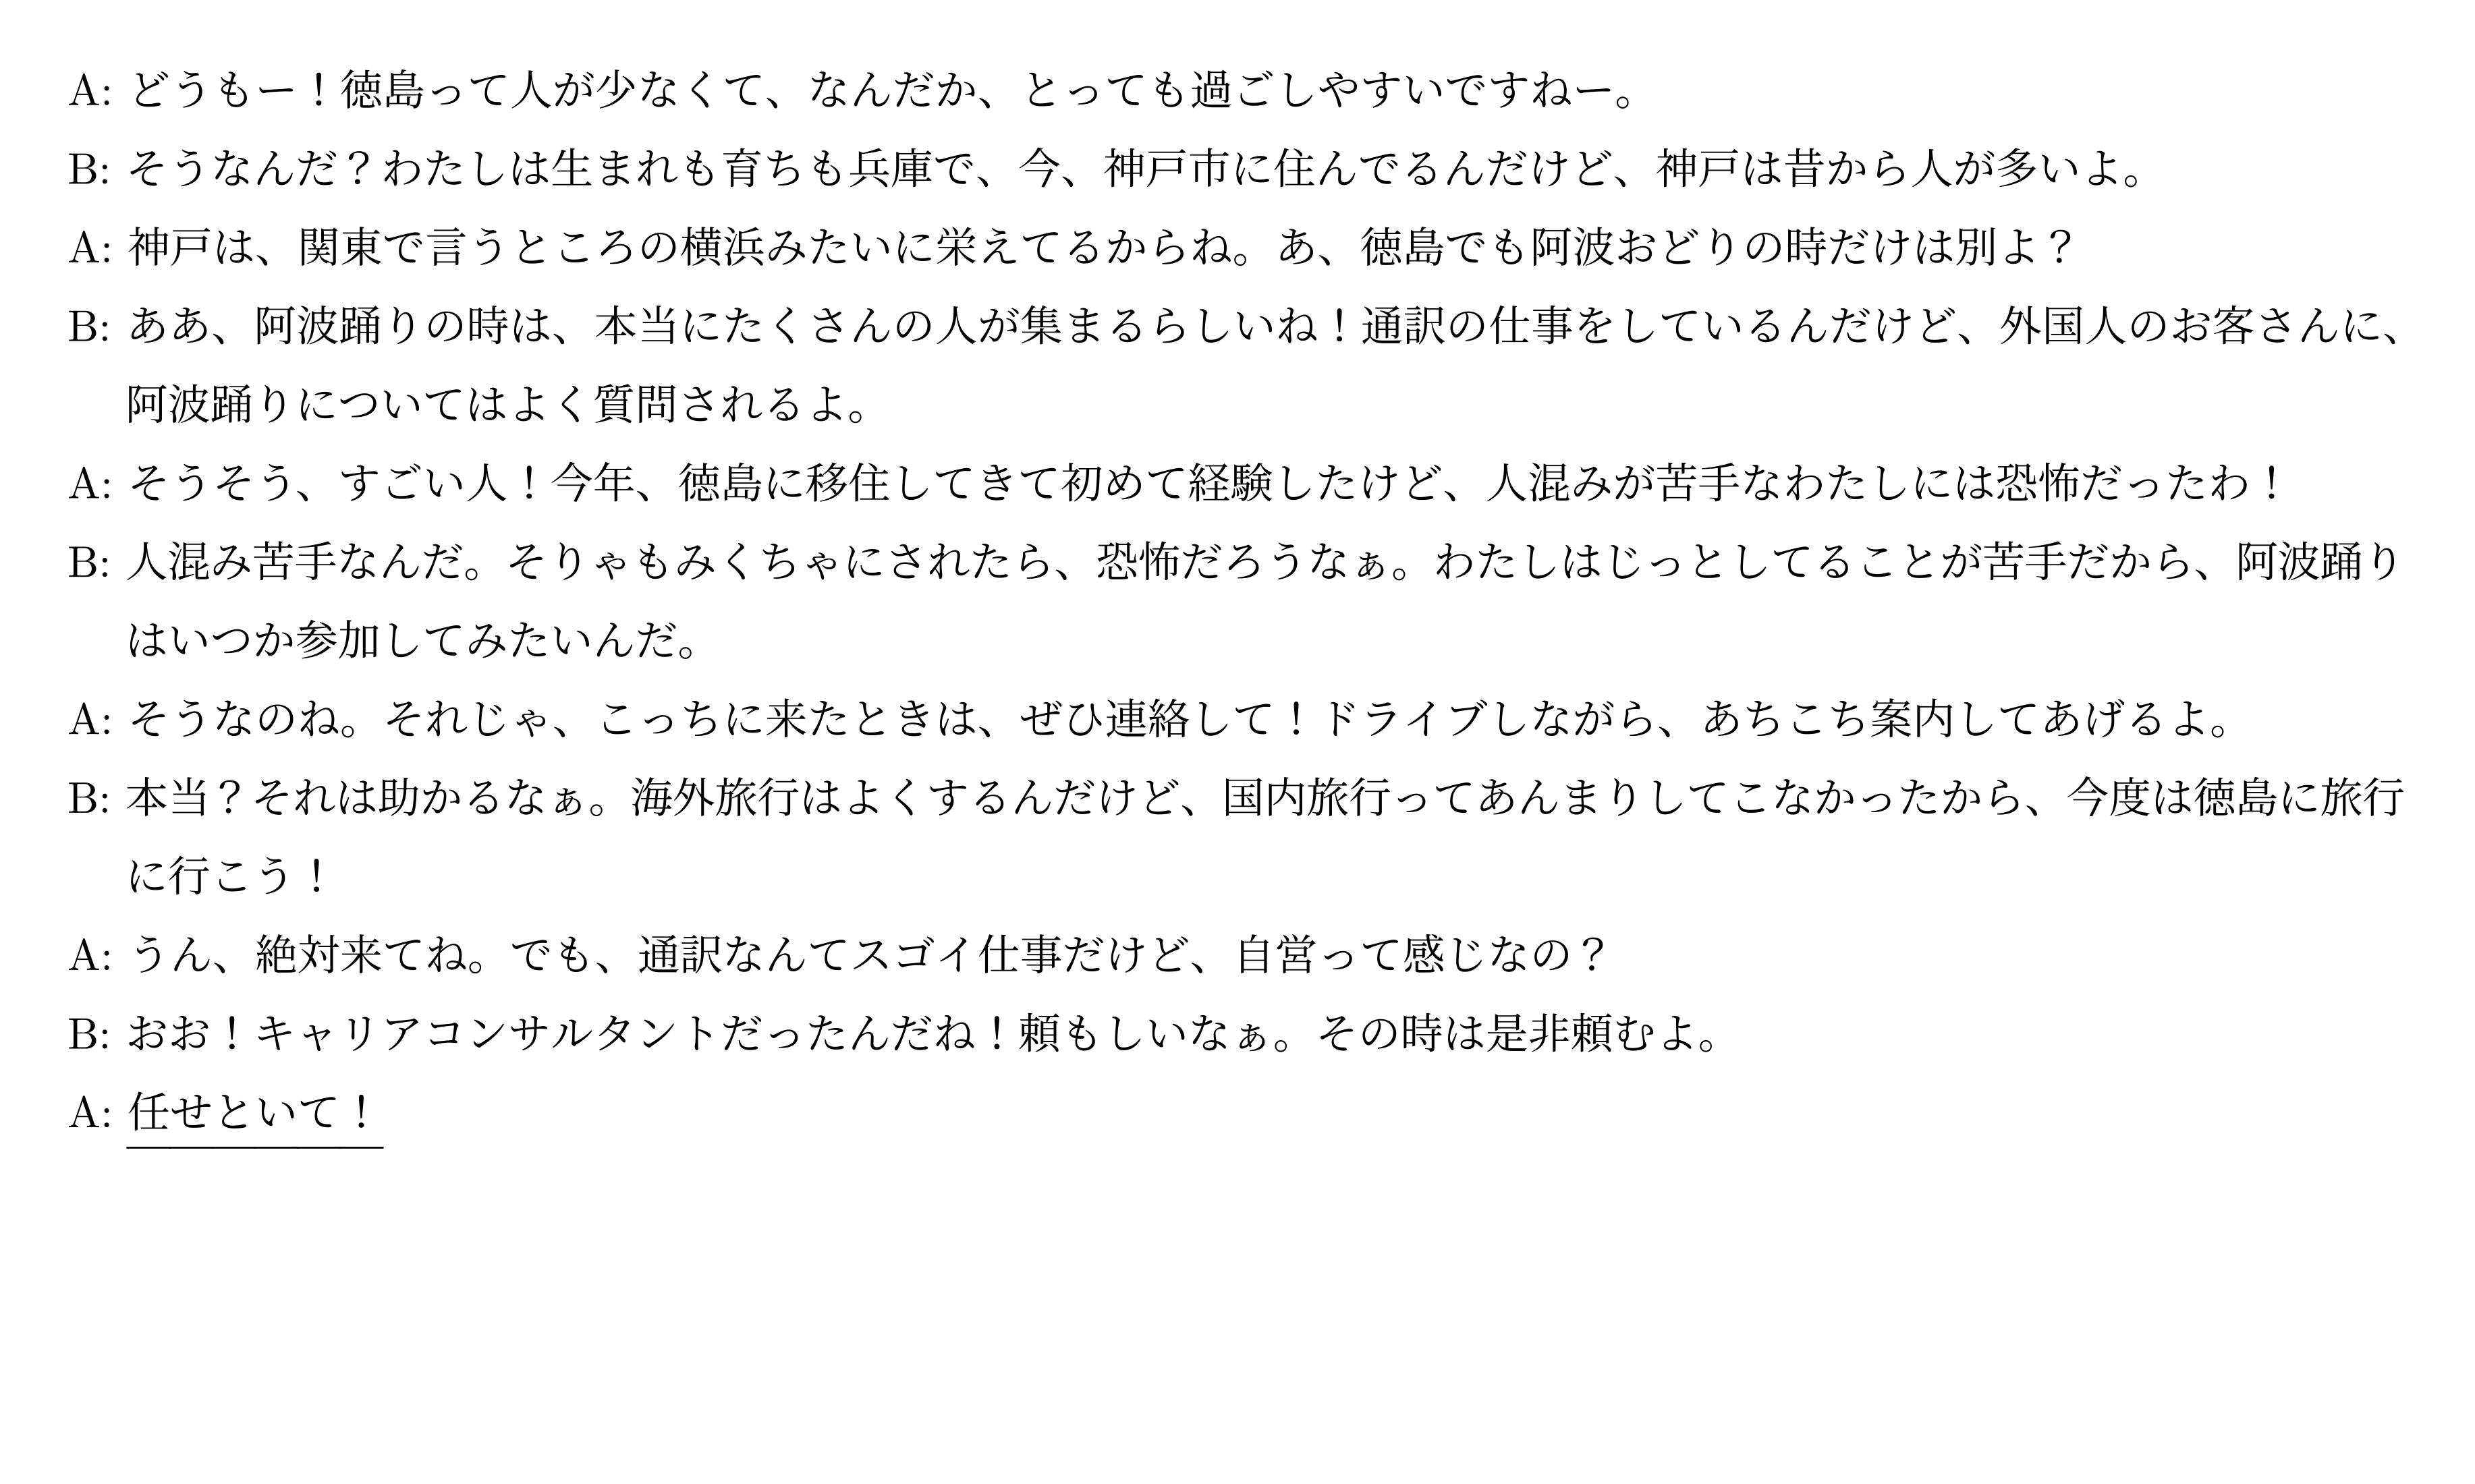 A: どうもー！徳島って人が少なくて、なんだか、とっても過ごしやすいですねー。
B: そうなんだ？わたしは生まれも育ちも兵庫で、今、神戸市に住んでるんだけど、神戸は昔から人が多いよ。
A: 神戸は、関東で言うところの横浜みたいに栄えてるからね。あ、徳島でも阿波おどりの時だけは別よ？
B: ああ、阿波踊りの時は、本当にたくさんの人が集まるらしいね！通訳の仕事をしているんだけど、外国人のお客さんに、
阿波踊りについてはよく質問されるよ。
A: そうそう、すごい人！今年、徳島に移住してきて初めて経験したけど、人混みが苦手なわたしには恐怖だったわ！
B: 人混み苦手なんだ。そりゃもみくちゃにされたら、恐怖だろうなぁ。わたしはじっとしてることが苦手だから、阿波踊り
はいつか参加してみたいんだ。
A: そうなのね。それじゃ、こっちに来たときは、ぜひ連絡して！ドライブしながら、あちこち案内してあげるよ。
B: 本当？それは助かるなぁ。海外旅行はよくするんだけど、国内旅行ってあんまりしてこなかったから、今度は徳島に旅行
に行こう！
A: うん、絶対来てね。でも、通訳なんてスゴイ仕事だけど、自営って感じなの？
B: おお！キャリアコンサルタントだったんだね！頼もしいなぁ。その時は是非頼むよ。
A: 任せといて！